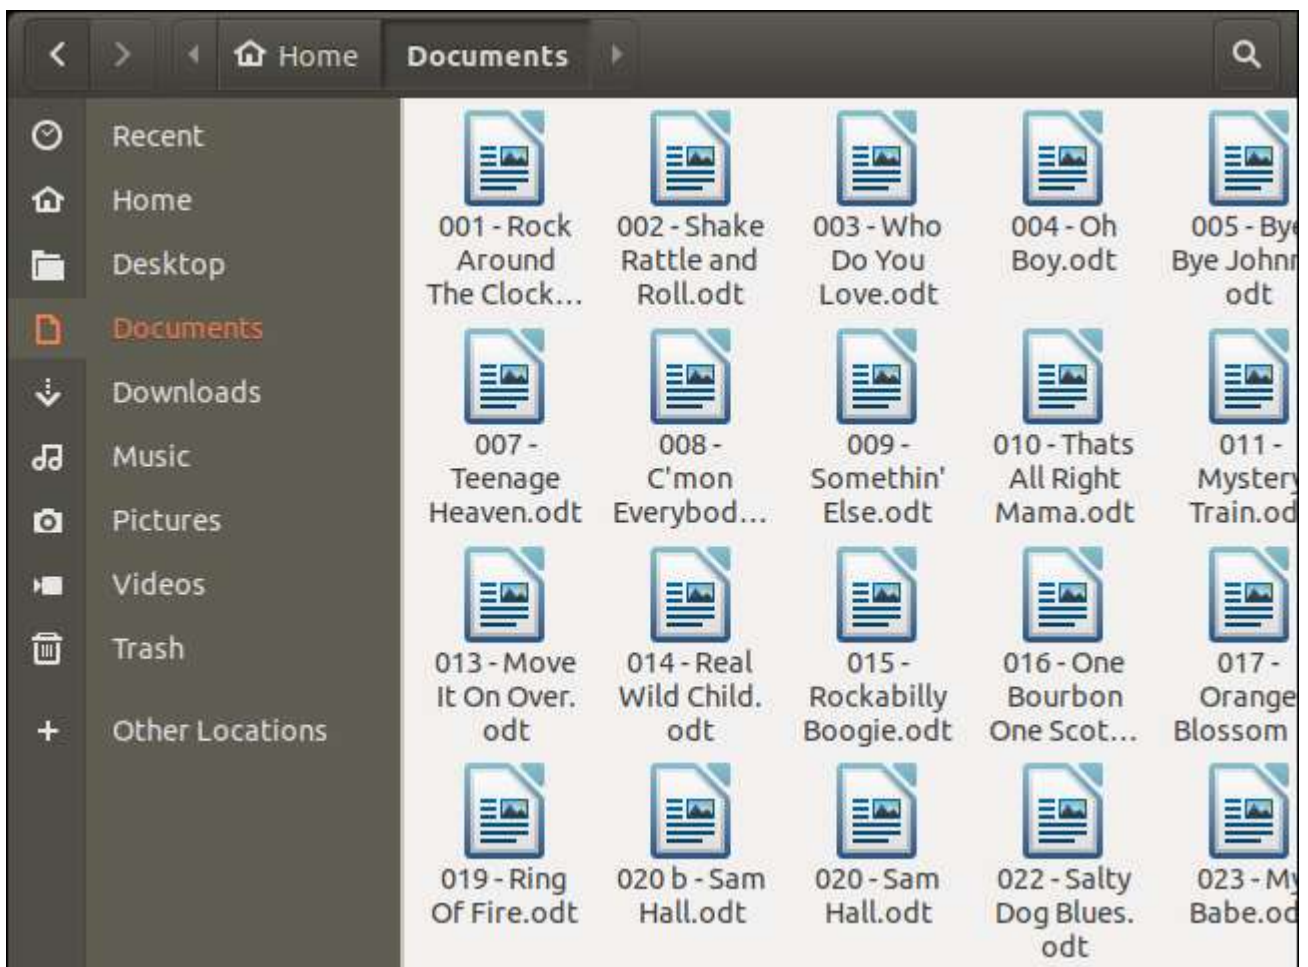 Home Documents
Recent
Home
Desktop
Documents
Downloads
Music
Pictures
Videos
Trash
Other Locations
001 - Rock
Around
The Clock...
002 - Shake
Rattle and
Roll.odt
003 - Who
Do You
Love.odt
004 - Oh
Boy.odt
005 - Bye
Bye Johnn
odt
007 -
Teenage
Heaven.odt
008 -
C'mon
Everybod...
009 -
Somethin'
Else.odt
010 - Thats
All Right
Mama.odt
011 -
Mystery
Train.od
013 - Move
It On Over.
odt
014 - Real
Wild Child.
odt
015 -
Rockabilly
Boogie.odt
016 - One
Bourbon
One Scot...
017 -
Orange
Blossom
019 - Ring
Of Fire.odt
020 b - Sam
Hall.odt
020 - Sam
Hall.odt
022 - Salty
Dog Blues.
odt
023 - My
Babe.od